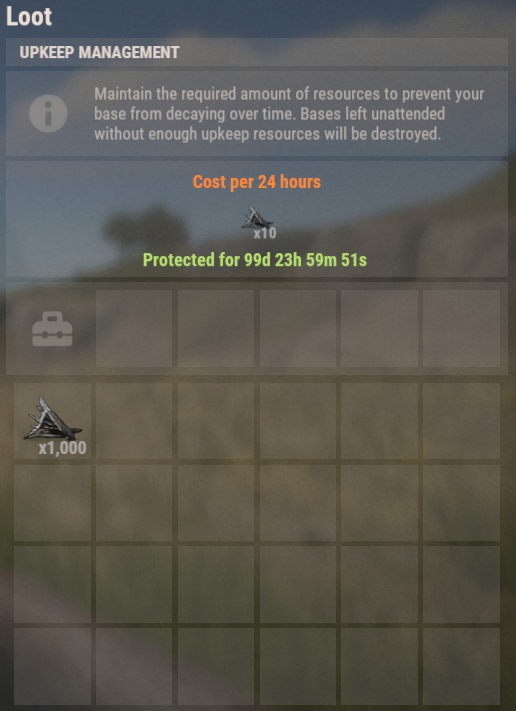 Loot
UPKEEP MANAGEMENT
Maintain the required amount of resources to prevent your
base from decaying over time. Bases left unattended
without enough upkeep resources will be destroyed.
Cost per 24 hours
x10
Protected for 99d 23h 59m 51s
x1,000